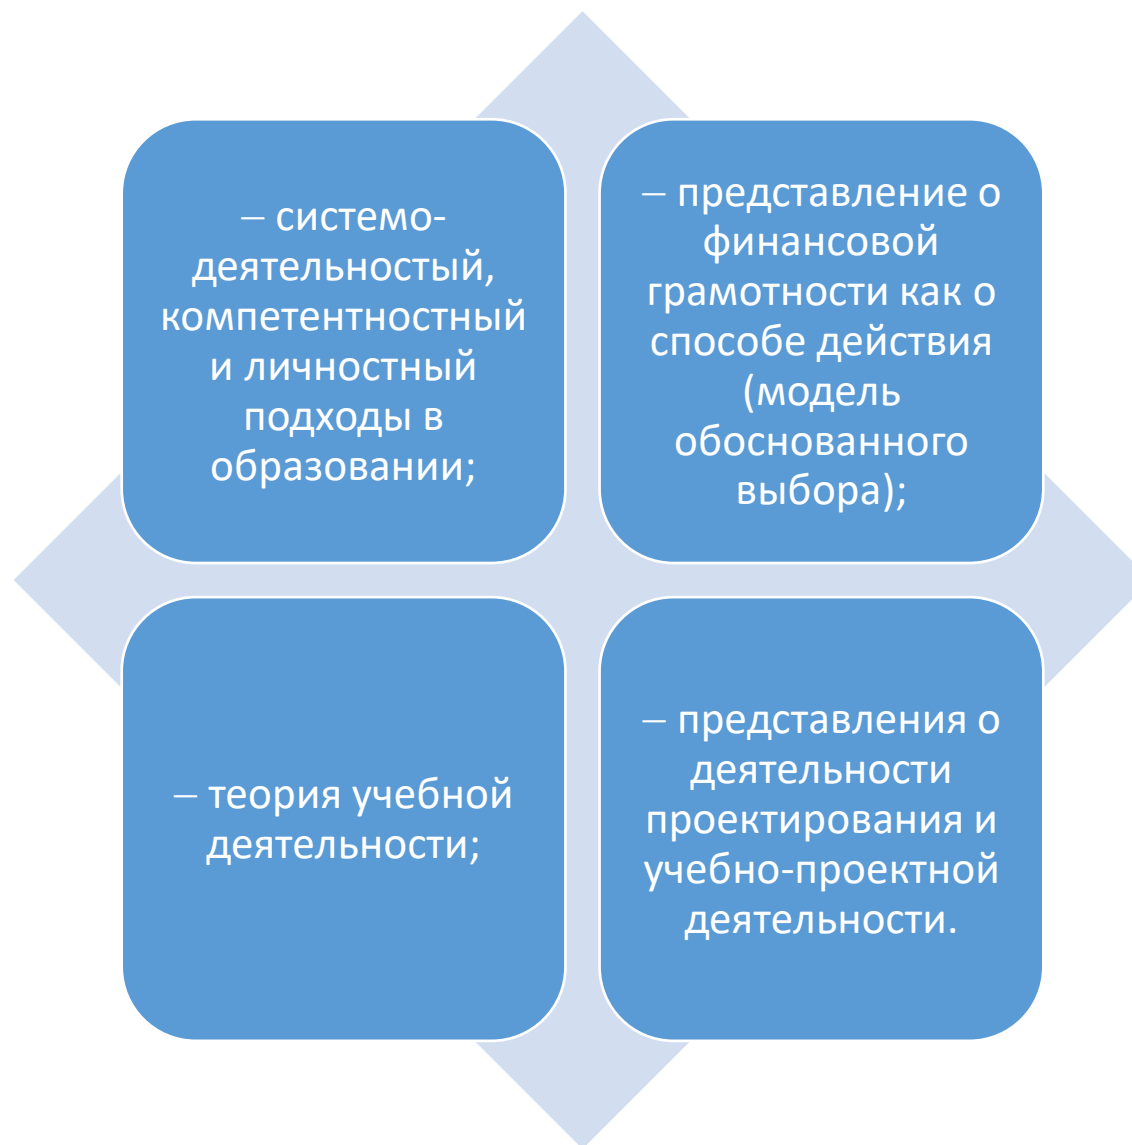 – системо-
деятельностый,
компетентностный
и личностный
подходы в
образовании;
– представление о
финансовой
грамотности как о
способе действия
(модель
обоснованного
выбора);
– теория учебной
деятельности;
– представления о
деятельности
проектирования и
учебно-проектной
деятельности.